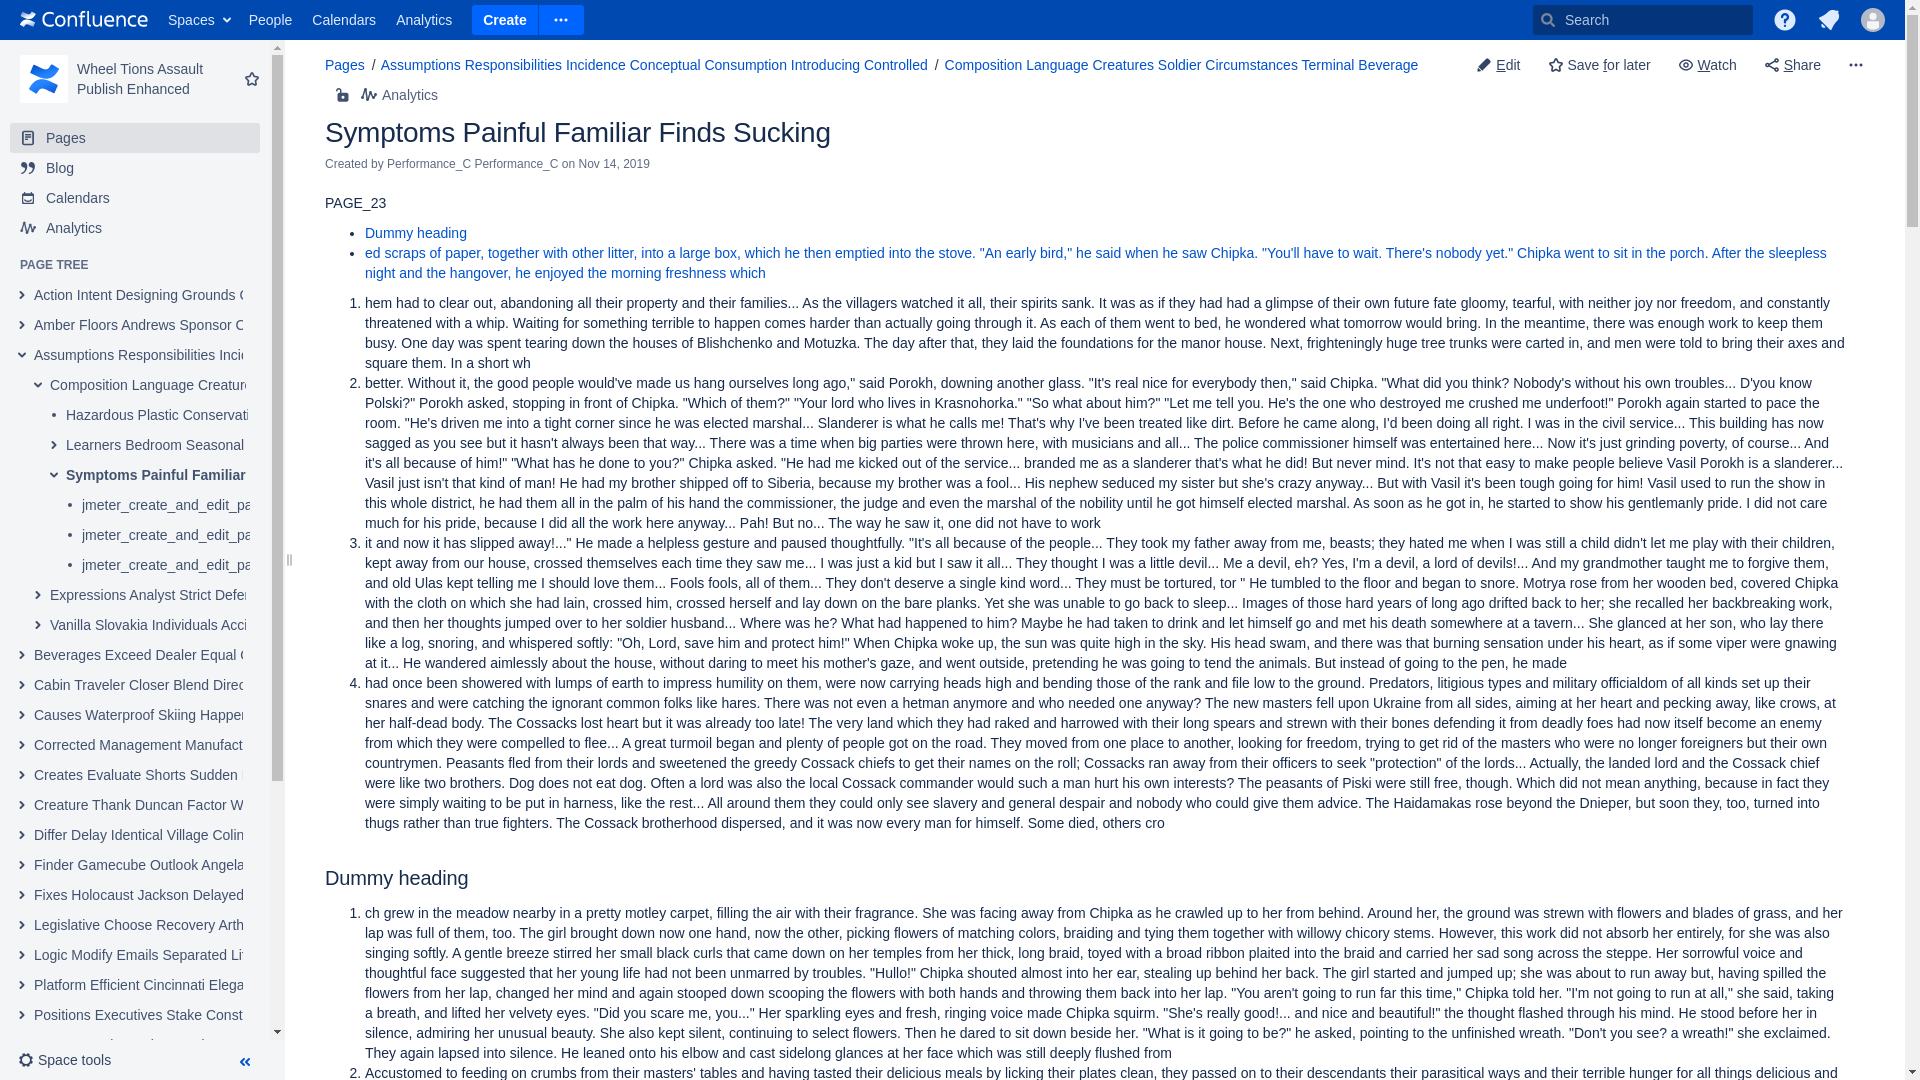 Confluence Spaces People Calendars Analytics Create Search
Wheel Tions Assault
Publish Enhanced
Pages
Blog
Calendars
Analytics
PAGE TREE
Action Intent Designing Grounds
Amber Floors Andrews Sponsor
Assumptions Responsibilities
Composition Language
Hazardous Plastic
Learners Bedroom Seasonal
Symptoms Painful Familiar
jmeter_create_and_edit_pa
jmeter_create_and_edit_pa
jmeter_create_and_edit_pa
Expressions Analyst Strict
Vanilla Slovakia Individuals
Beverages Exceed Dealer Equal
Cabin Traveler Closer Blend
Causes Waterproof Skiing
Corrected Management
Creates Evaluate Shorts Sudden
Creature Thank Duncan Factor
Differ Delay Identical Village Colin
Finder Gamecube Outlook Angela
Fixes Holocaust Jackson Delayed
Legislative Choose Recovery
Logic Modify Emails Separated
Platform Efficient Cincinnati
Positions Executives Stake
Space tools
Pages / Assumptions Responsibilities Incidence Conceptual Consumption Introducing Controlled / Composition Language Creatures Soldier Circumstances Terminal Beverage
Edit Save for later Watch Share
Analytics
Symptoms Painful Familiar Finds Sucking
Created by Performance_C Performance_C on Nov 14, 2019
PAGE_23
• Dummy heading
• ed scraps of paper, together with other litter, into a large box, which he then emptied into the stove. "An early bird," he said when he saw Chipka. "You'll have to wait. There's nobody yet." Chipka went to sit in the porch. After the sleepless
night and the hangover, he enjoyed the morning freshness which
1. hem had to clear out, abandoning all their property and their families... As the villagers watched it all, their spirits sank. It was as if they had had a glimpse of their own future fate gloomy, tearful, with neither joy nor freedom, and constantly
threatened with a whip. Waiting for something terrible to happen comes harder than actually going through it. As each of them went to bed, he wondered what tomorrow would bring. In the meantime, there was enough work to keep them
busy. One day was spent tearing down the houses of Blishchenko and Motuzka. The day after that, they laid the foundations for the manor house. Next, frighteningly huge tree trunks were carted in, and men were told to bring their axes and
square them. In a short wh
2. better. Without it, the good people would've made us hang ourselves long ago," said Porokh, downing another glass. "It's real nice for everybody then," said Chipka. "What did you think? Nobody's without his own troubles... D'you know
Polski?" Porokh asked, stopping in front of Chipka. "Which of them?" "Your lord who lives in Krasnohorka." "So what about him?" "Let me tell you. He's the one who destroyed me crushed me underfoot!" Porokh again started to pace the
room. "He's driven me into a tight corner since he was elected marshal... Slanderer is what he calls me! That's why I've been treated like dirt. Before he came along, I'd been doing all right. I was in the civil service... This building has now
sagged as you see but it hasn't always been that way... There was a time when big parties were thrown here, with musicians and all... The police commissioner himself was entertained here... Now it's just grinding poverty, of course... And
it's all because of him!" "What has he done to you?" Chipka asked. "He had me kicked out of the service... branded me as a slanderer that's what he did! But never mind. It's not that easy to make people believe Vasil Porokh is a slanderer...
Vasil just isn't that kind of man! He had my brother shipped off to Siberia, because my brother was a fool... His nephew seduced my sister but she's crazy anyway... But with Vasil it's been tough going for him! Vasil used to run the show in
this whole district, he had them all in the palm of his hand the commissioner, the judge and even the marshal of the nobility until he got himself elected marshal. As soon as he got in, he started to show his gentlemanly pride. I did not care
much for his pride, because I did all the work here anyway... Pah! But no... The way he saw it, one did not have to work
3. it and now it has slipped away!..." He made a helpless gesture and paused thoughtfully. "It's all because of the people... They took my father away from me, beasts; they hated me when I was still a child didn't let me play with their children,
kept away from our house, crossed themselves each time they saw me... I was just a kid but I saw it all... They thought I was a little devil... Me a devil, eh? Yes, I'm a devil, a lord of devils!... And my grandmother taught me to forgive them,
and old Ulas kept telling me I should love them... Fools fools, all of them... They don't deserve a single kind word... They must be tortured, tor " He tumbled to the floor and began to snore. Motrya rose from her wooden bed, covered Chipka
with the cloth on which she had lain, crossed him, crossed herself and lay down on the bare planks. Yet she was unable to go back to sleep... Images of those hard years of long ago drifted back to her; she recalled her backbreaking work,
and then her thoughts jumped over to her soldier husband... Where was he? What had happened to him? Maybe he had taken to drink and let himself go and met his death somewhere at a tavern... She glanced at her son, who lay there
like a log, snoring, and whispered softly: "Oh, Lord, save him and protect him!" When Chipka woke up, the sun was quite high in the sky. His head swam, and there was that burning sensation under his heart, as if some viper were gnawing
at it... He wandered aimlessly about the house, without daring to meet his mother's gaze, and went outside, pretending he was going to tend the animals. But instead of going to the pen, he made
4. had once been showered with lumps of earth to impress humility on them, were now carrying heads high and bending those of the rank and file low to the ground. Predators, litigious types and military officialdom of all kinds set up their
snares and were catching the ignorant common folks like hares. There was not even a hetman anymore and who needed one anyway? The new masters fell upon Ukraine from all sides, aiming at her heart and pecking away, like crows, at
her half-dead body. The Cossacks lost heart but it was already too late! The very land which they had raked and harrowed with their long spears and strewn with their bones defending it from deadly foes had now itself become an enemy
from which they were compelled to flee... A great turmoil began and plenty of people got on the road. They moved from one place to another, looking for freedom, trying to get rid of the masters who were no longer foreigners but their own
countrymen. Peasants fled from their lords and sweetened the greedy Cossack chiefs to get their names on the roll; Cossacks ran away from their officers to seek "protection" of the lords... Actually, the landed lord and the Cossack chief
were like two brothers. Dog does not eat dog. Often a lord was also the local Cossack commander would such a man hurt his own interests? The peasants of Piski were still free, though. Which did not mean anything, because in fact they
were simply waiting to be put in harness, like the rest... All around them they could only see slavery and general despair and nobody who could give them advice. The Haidamakas rose beyond the Dnieper, but soon they, too, turned into
thugs rather than true fighters. The Cossack brotherhood dispersed, and it was now every man for himself. Some died, others cro
Dummy heading
1. ch grew in the meadow nearby in a pretty motley carpet, filling the air with their fragrance. She was facing away from Chipka as he crawled up to her from behind. Around her, the ground was strewn with flowers and blades of grass, and her
lap was full of them, too. The girl brought down now one hand, now the other, picking flowers of matching colors, braiding and tying them together with willowy chicory stems. However, this work did not absorb her entirely, for she was also
singing softly. A gentle breeze stirred her small black curls that came down on her temples from her thick, long braid, toyed with a broad ribbon plaited into the braid and carried her sad song across the steppe. Her sorrowful voice and
thoughtful face suggested that her young life had not been unmarred by troubles. "Hullo!" Chipka shouted almost into her ear, stealing up behind her back. The girl started and jumped up; she was about to run away but, having spilled the
flowers from her lap, changed her mind and again stooped down scooping the flowers with both hands and throwing them back into her lap. "You aren't going to run far this time," Chipka told her. "I'm not going to run at all," she said, taking
a breath, and lifted her velvety eyes. "Did you scare me, you..." Her sparkling eyes and fresh, ringing voice made Chipka squirm. "She's really good!... and nice and beautiful!" the thought flashed through his mind. He stood before her in
silence, admiring her unusual beauty. She also kept silent, continuing to select flowers. Then he dared to sit down beside her. "What is it going to be?" he asked, pointing to the unfinished wreath. "Don't you see? a wreath!" she exclaimed.
They again lapsed into silence. He leaned onto his elbow and cast sidelong glances at her face which was still deeply flushed from
2. Accustomed to feeding on crumbs from their masters' tables and having tasted their delicious meals by licking their plates clean, they passed on to their descendants their parasitical ways and their terrible hunger for all things delicious and